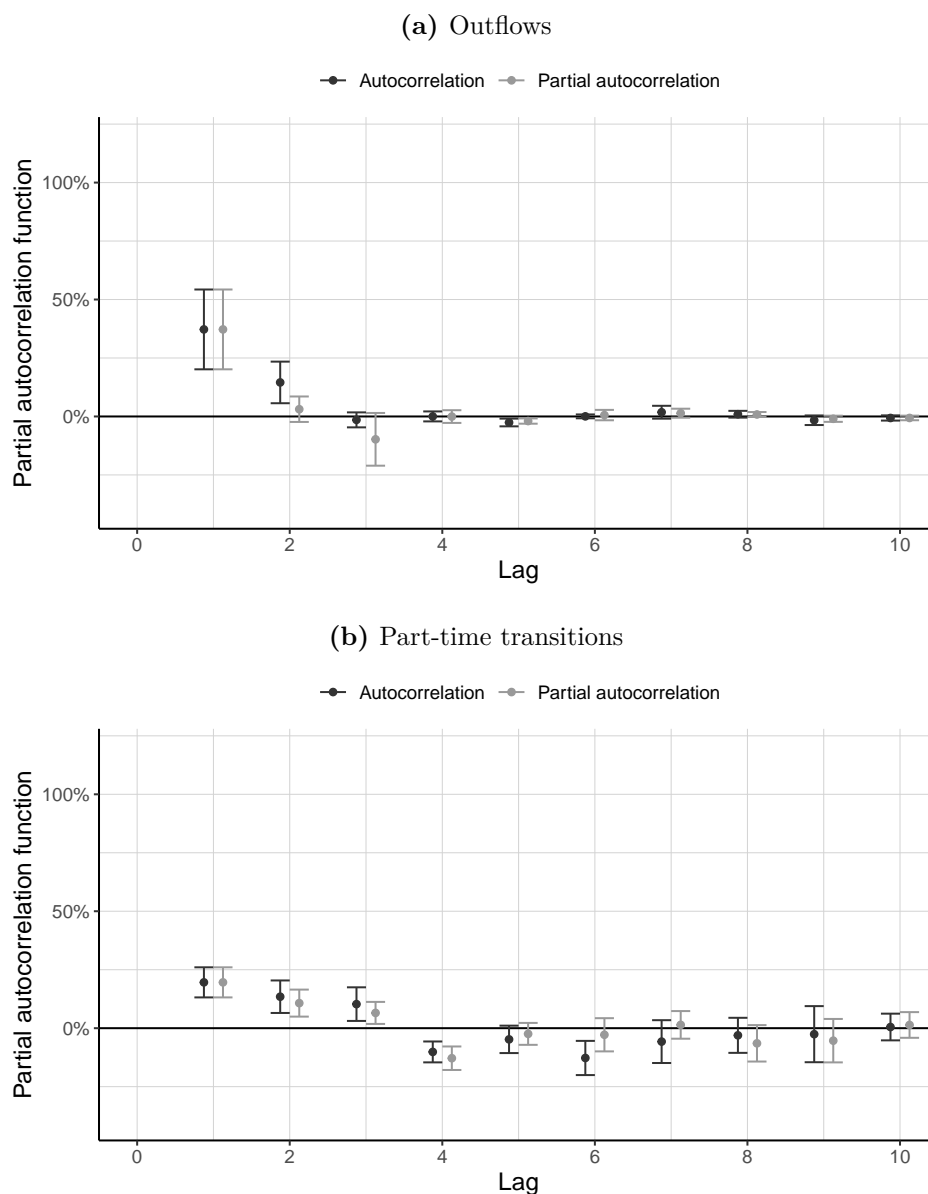 (a) Outflows
Autocorrelation Partial autocorrelation
Partial autocorrelation function
100%
50%
0%
0 2 4 6 8 10
Lag
(b) Part-time transitions
Autocorrelation Partial autocorrelation
Partial autocorrelation function
100%
50%
0%
0 2 4 6 8 10
Lag